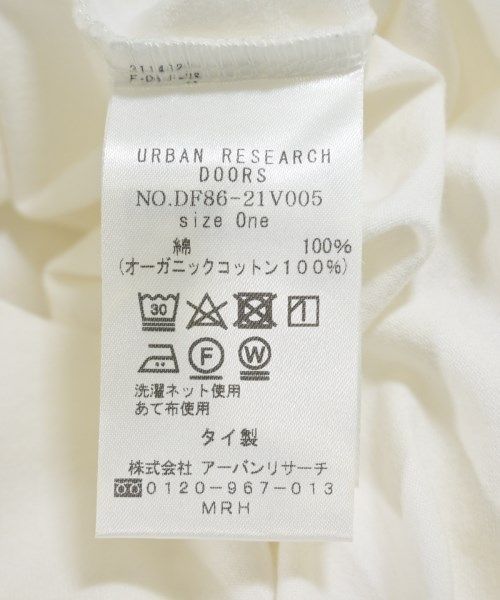 URBAN RESEARCH
DOORS
NO.DF86-21V005
size One
綿 100%
(オーガニックコットン100%)
30
F W
洗濯ネット使用
あて布使用
タイ製
株式会社 アーバンリサーチ
0120-967-013
MRH